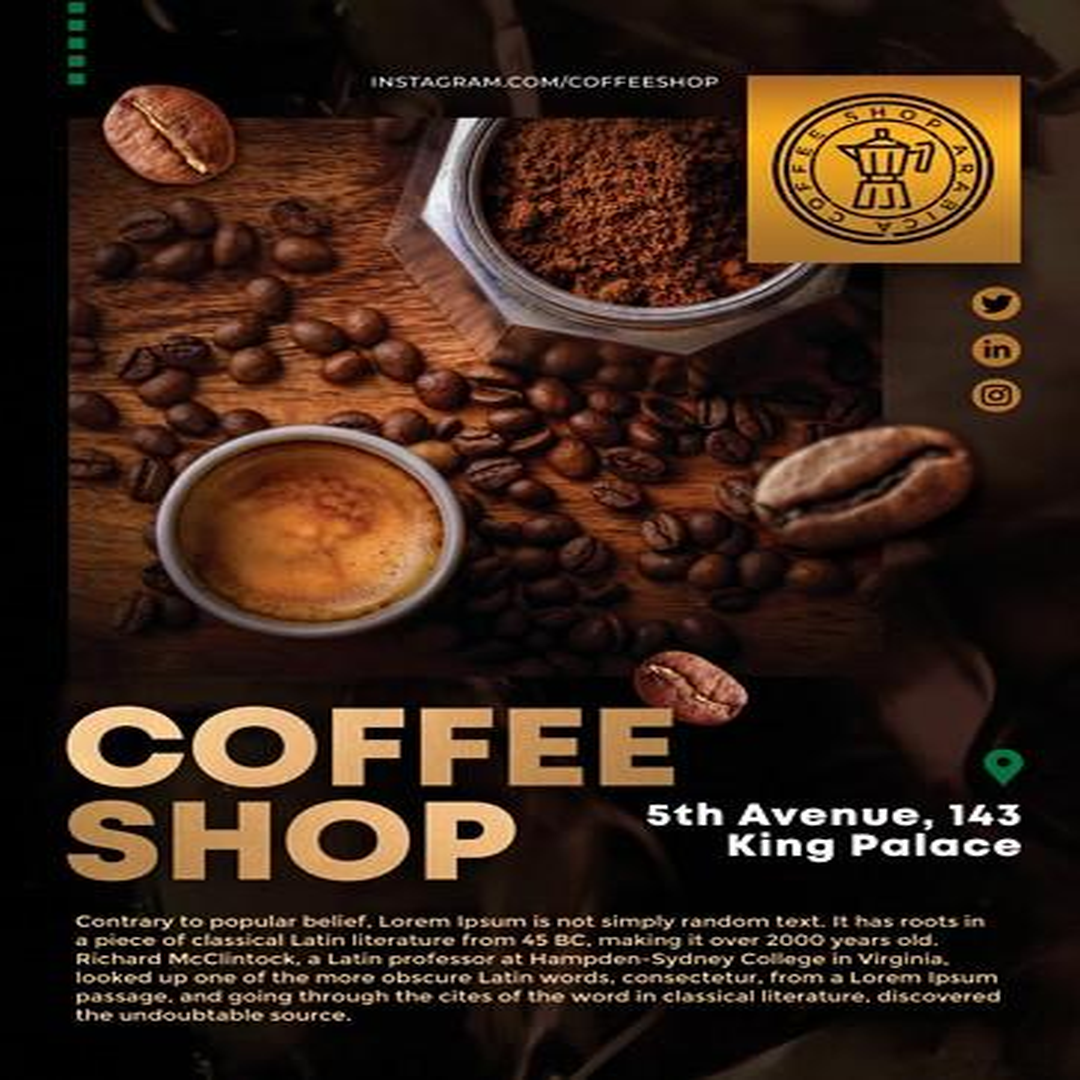 INSTAGRAM.COM/COFFEESHOP
COFFEE SHOP ARABICA
in
COFFEE
SHOP
5th Avenue, 143
King Palace
Contrary to popular belief, Lorem Ipsum is not simply random text. It has roots in
a piece of classical Latin literature from 45 BC, making it over 2000 years old.
Richard McClintock, a Latin professor at Hampden-Sydney College in Virginia,
looked up one of the more obscure Latin words, consectetur, from a Lorem Ipsum
passage, and going through the cites of the word in classical literature, discovered
the undoubtable source.